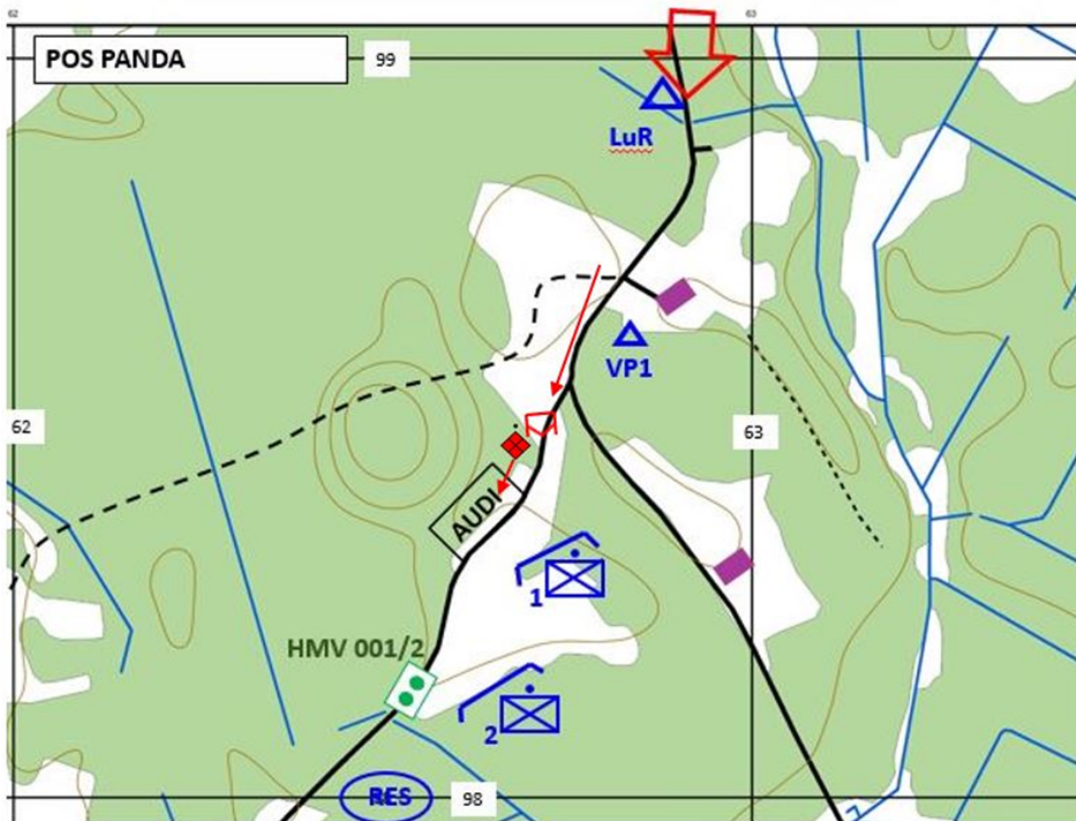 62
63
POS PANDA
99
LuR
VP1
62
63
AUDI
1
HMV 001/2
2
RES
98